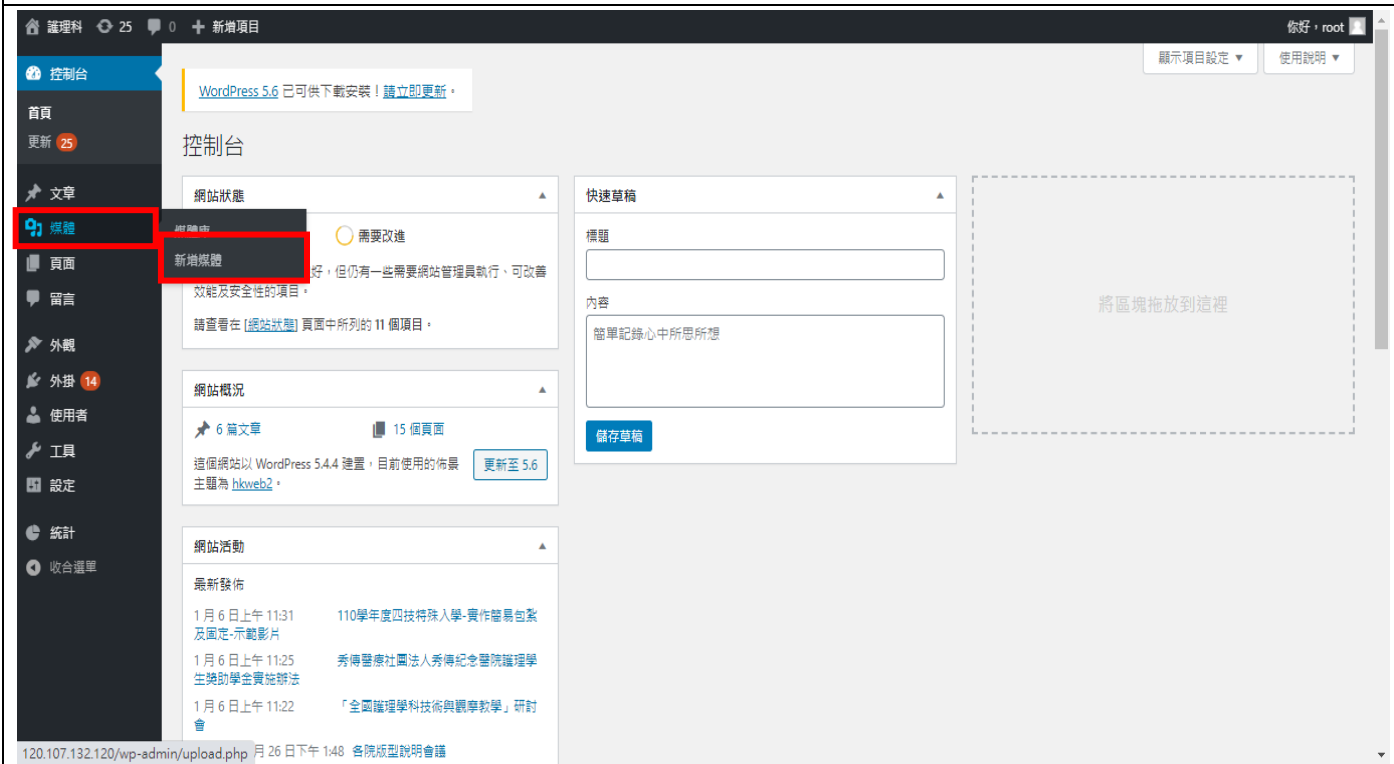 護理科 25 0 新增項目 你好，root
控制台
顯示項目設定 ▼ 使用說明 ▼
首頁
更新 25
WordPress 5.6 已可供下載安裝！請立即更新。
控制台
文章
媒體
媒體庫
新增媒體
頁面
留言
外觀
外掛 14
使用者
工具
設定
統計
收合選單
網站狀態
需要改進
好，但仍有一些需要網站管理員執行、可改善
效能及安全性的項目。
請查看在 [網站狀態] 頁面中所列的 11 個項目。
網站概況
6 篇文章 15 個頁面
這個網站以 WordPress 5.4.4 建置，目前使用的佈景
主題為 hkweb2。
更新至 5.6
網站活動
最新發佈
1 月 6 日上午 11:31 110學年度四技特殊入學-實作簡易包紮
及固定-示範影片
1 月 6 日上午 11:25 秀傳醫療社團法人秀傳紀念醫院護理學
生獎助學金實施辦法
1 月 6 日上午 11:22 「全國護理學科技術與觀摩教學」研討
會
月 26 日下午 1:48 各院版型說明會議
快速草稿
標題
內容
簡單記錄心中所思所想
儲存草稿
將區塊拖放到這裡
120.107.132.120/wp-admin/upload.php